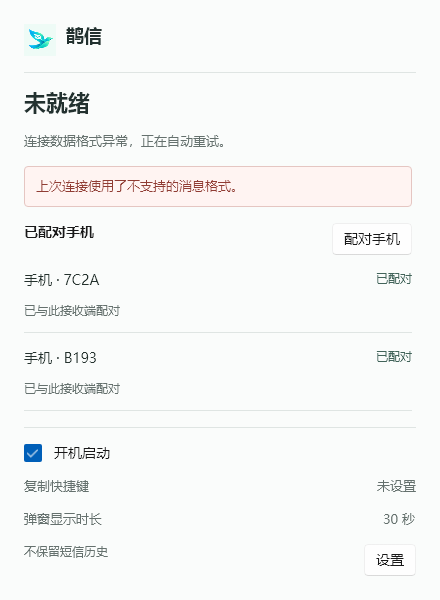 鹊信
未就绪
连接数据格式异常，正在自动重试。
上次连接使用了不支持的消息格式。
已配对手机
配对手机
手机 · 7C2A
已配对
已与此接收端配对
手机 · B193
已配对
已与此接收端配对
开机启动
复制快捷键
未设置
弹窗显示时长
30 秒
不保留短信历史
设置